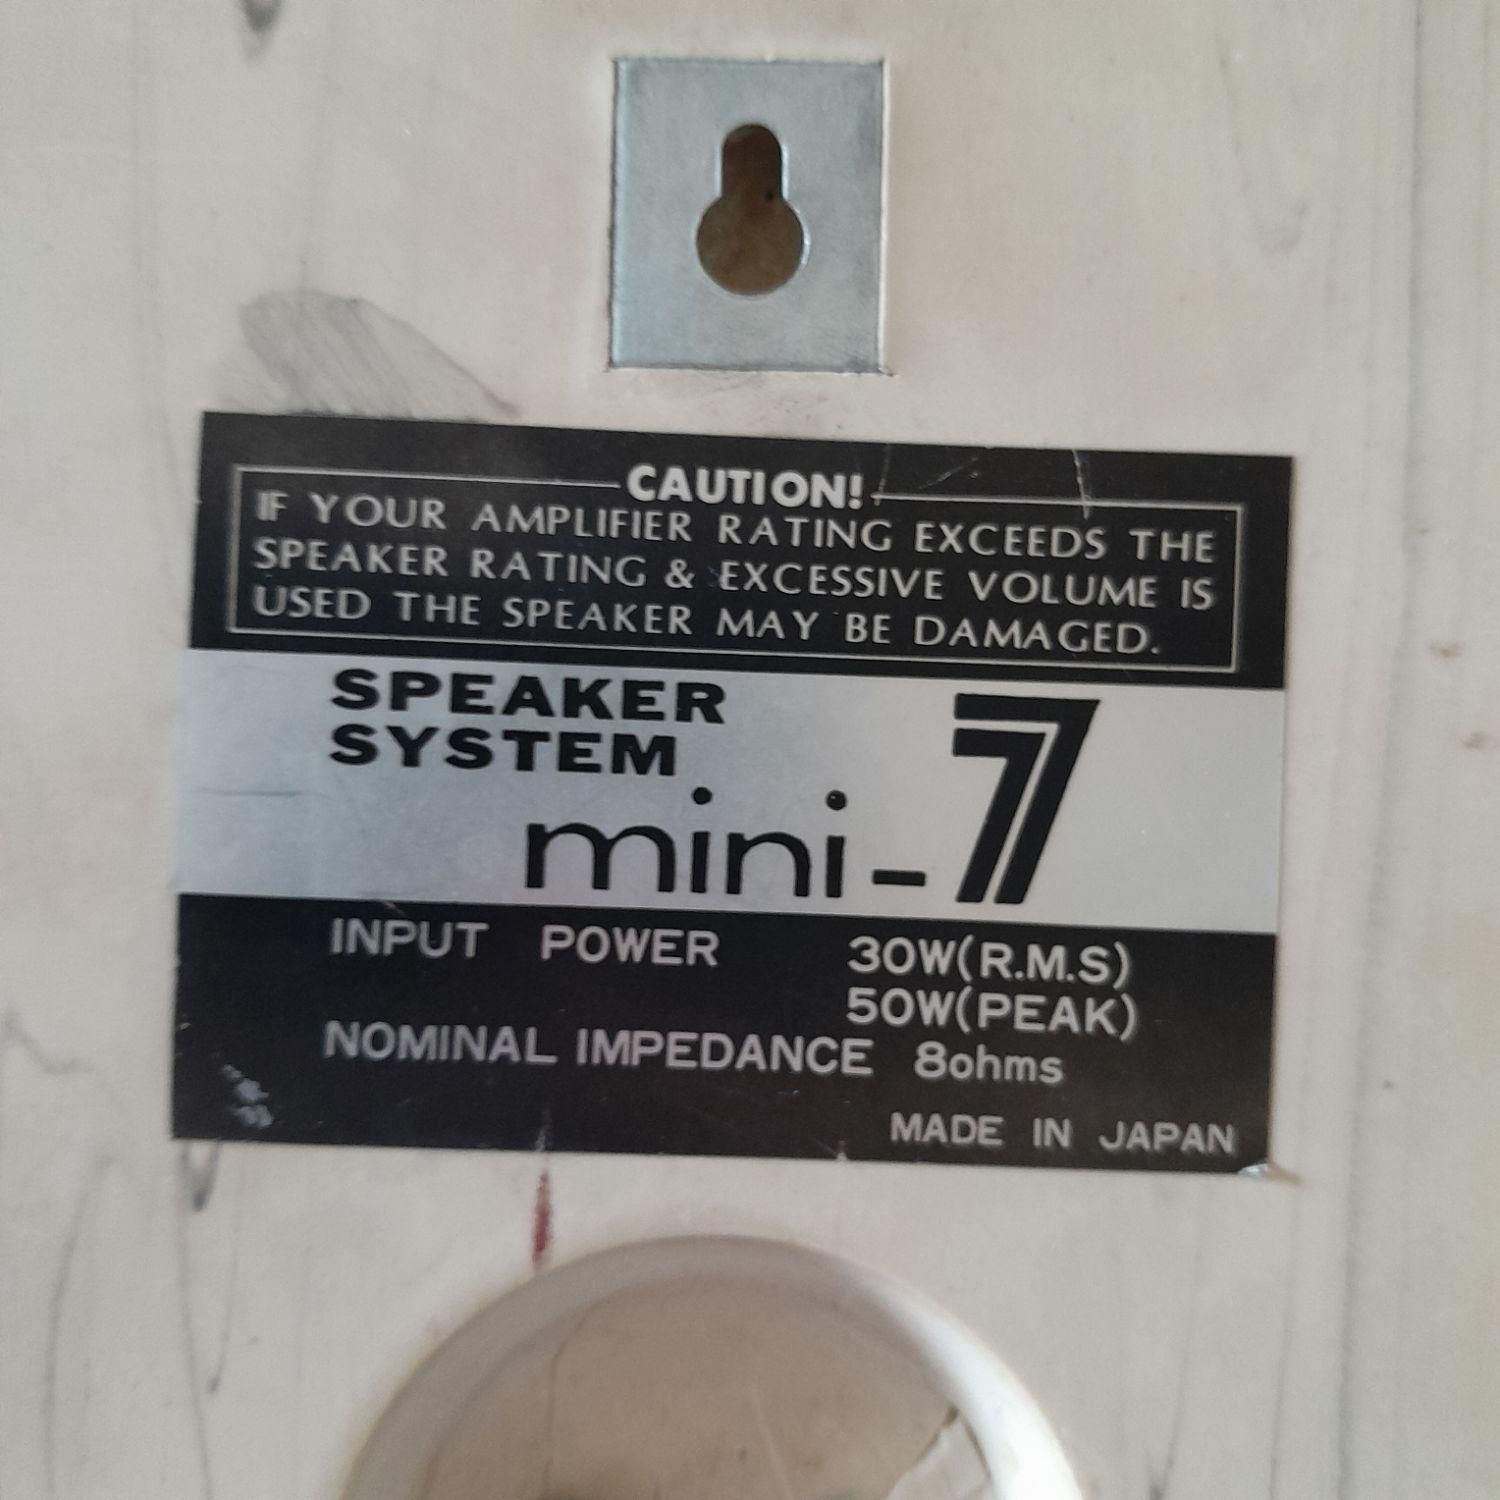 CAUTION!
IF YOUR AMPLIFIER RATING EXCEEDS THE
SPEAKER RATING & EXCESSIVE VOLUME IS
USED THE SPEAKER MAY BE DAMAGED.
SPEAKER
SYSTEM
mini-7
INPUT POWER 30W(R.M.S)
50W(PEAK)
NOMINAL IMPEDANCE 8ohms
MADE IN JAPAN